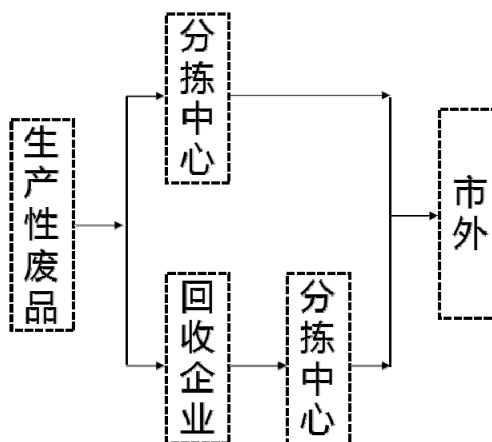 生产性废品
分拣中心
回收企业
分拣中心
市外